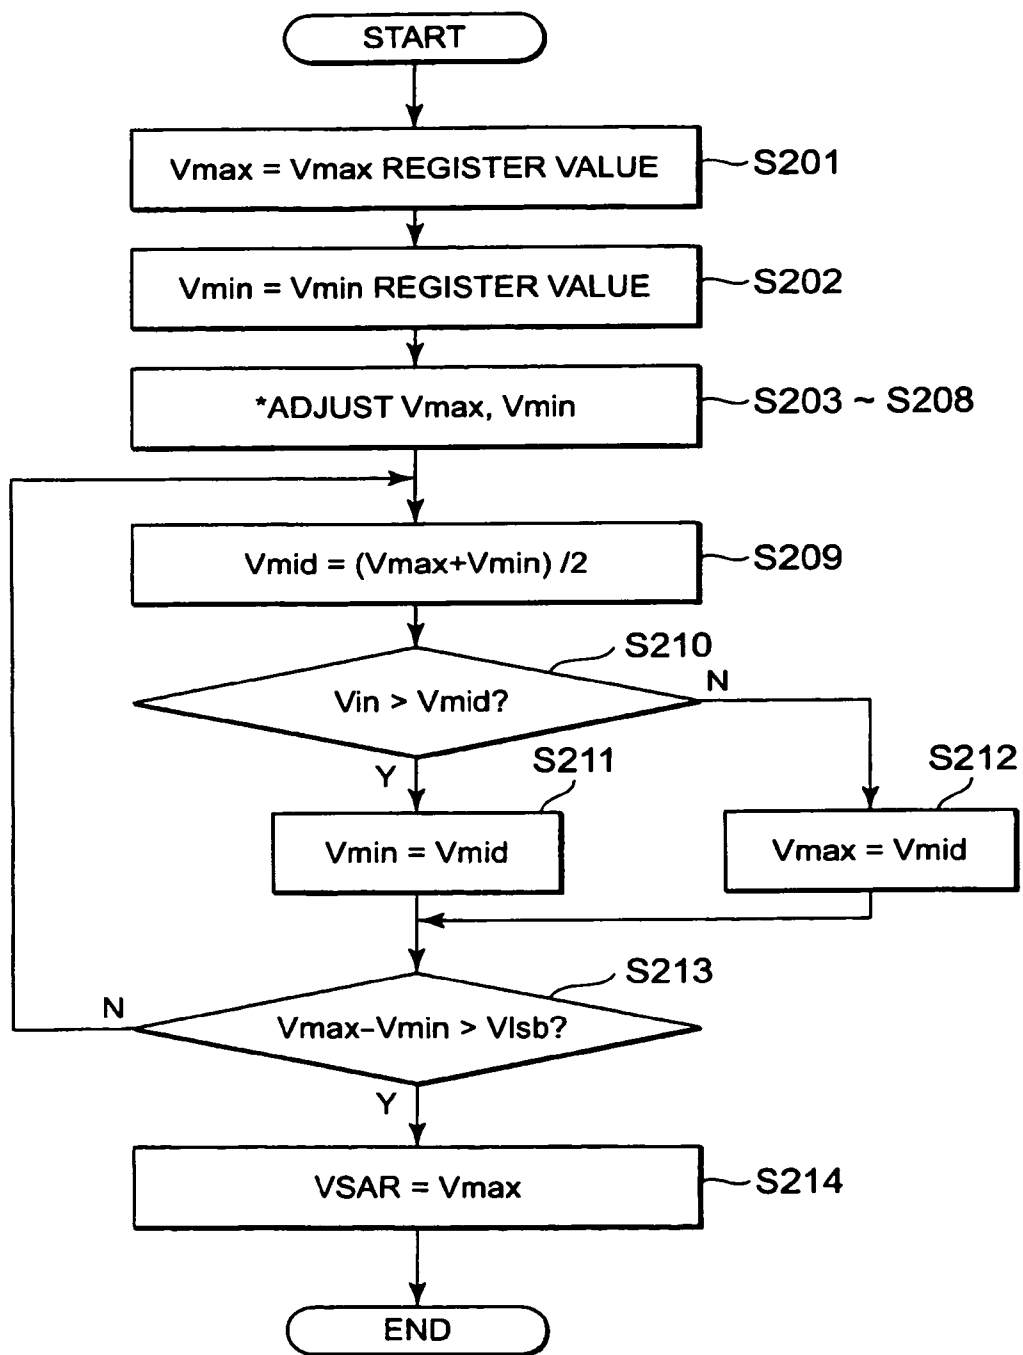 START
Vmax = Vmax REGISTER VALUE
S201
Vmin = Vmin REGISTER VALUE
S202
*ADJUST Vmax, Vmin
S203 ~ S208
Vmid = (Vmax+Vmin) /2
S209
S210
Vin > Vmid?
N
Y
S211
S212
Vmin = Vmid
Vmax = Vmid
S213
N
Vmax–Vmin > Vlsb?
Y
VSAR = Vmax
S214
END